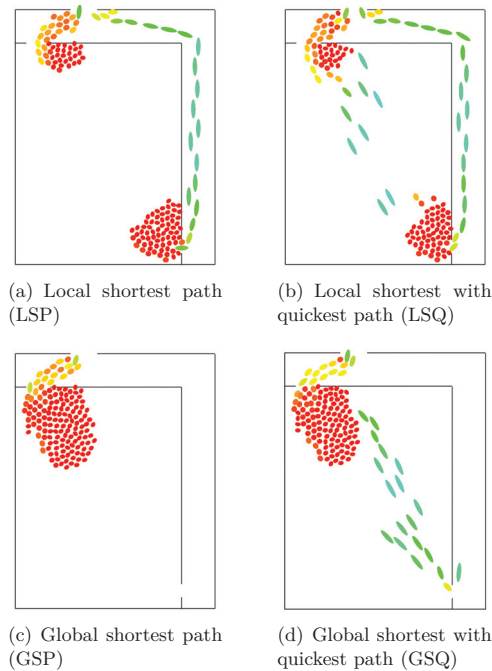 (a) Local shortest path
(LSP)
(b) Local shortest with
quickest path (LSQ)
(c) Global shortest path
(GSP)
(d) Global shortest with
quickest path (GSQ)